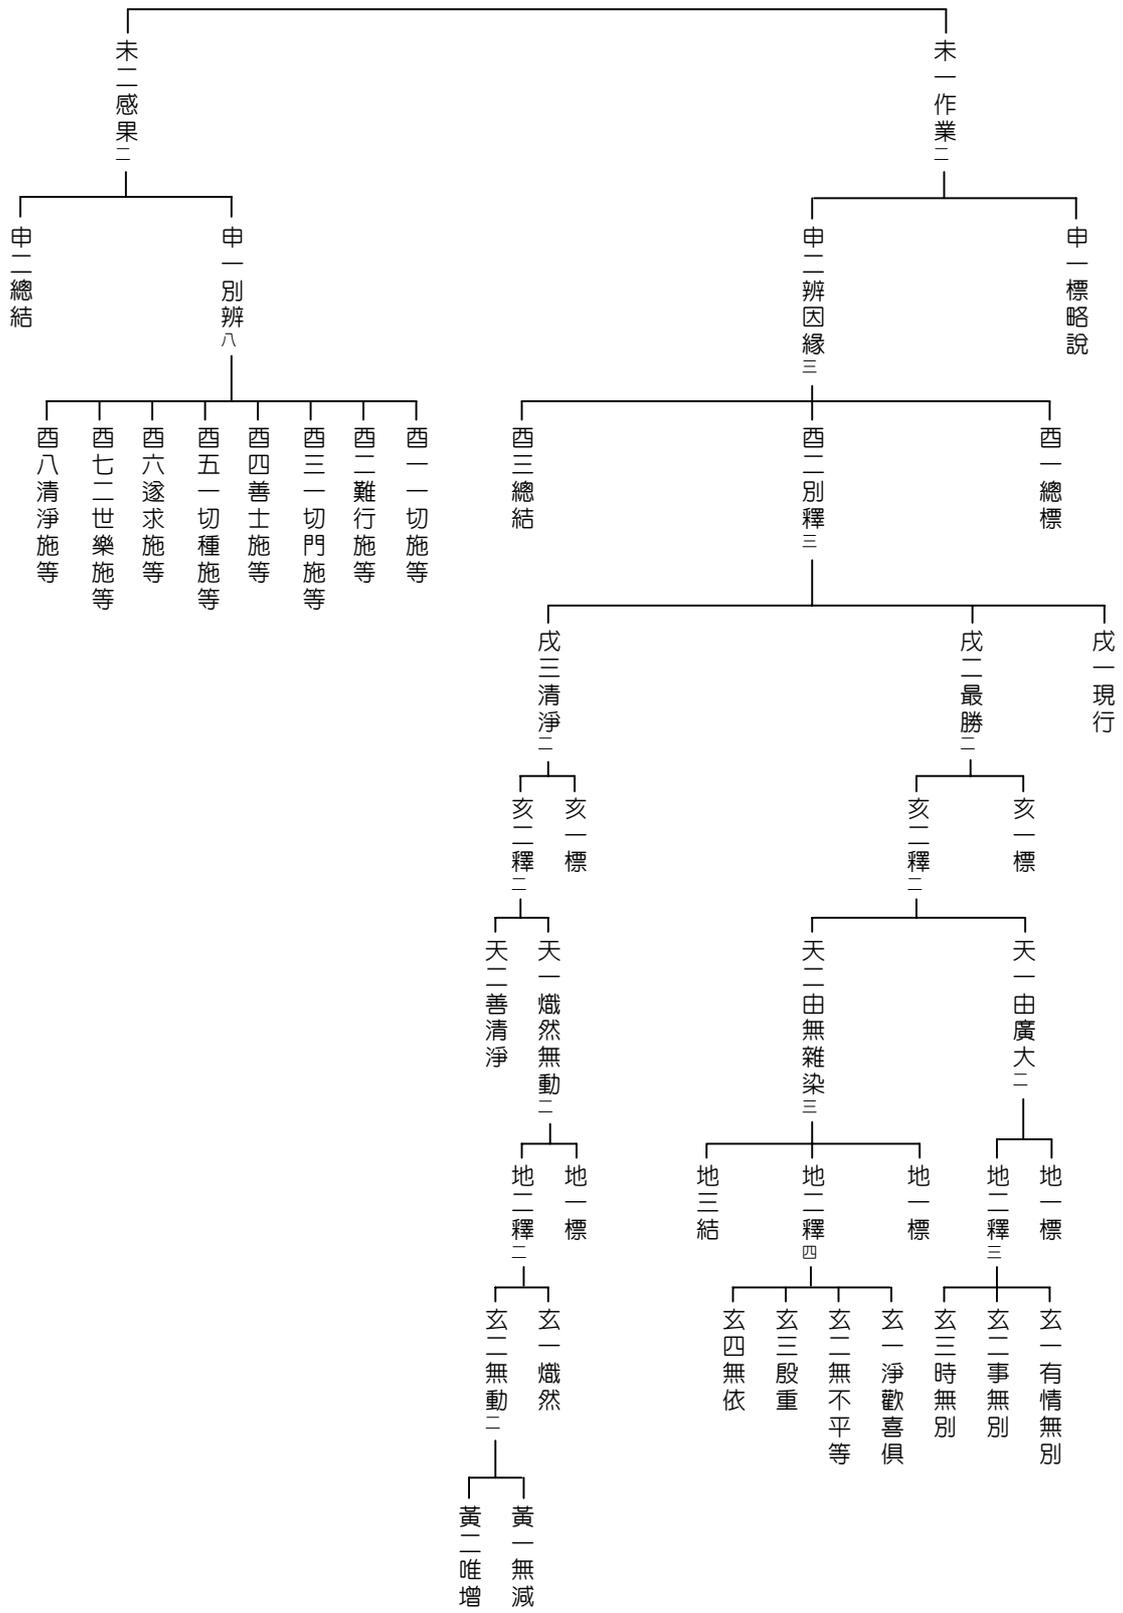 未一作業二
未二感果二
申一標略說
申二辨因緣三
申一別辨八
申二總結
酉一總標
酉二別釋三
酉三總結
酉一一切施等
酉二難行施等
酉三一切門施等
酉四善士施等
酉五一切種施等
酉六遂求施等
酉七二世樂施等
酉八清淨施等
戌一現行
戌二最勝二
戌三清淨二
亥一標
亥二釋二
亥一標
亥二釋二
天一由廣大二
天二由無雜染三
天一熾然無動二
天二善清淨
地一標
地二釋三
地一標
地二釋四
地三結
地一標
地二釋二
玄一有情無別
玄二事無別
玄三時無別
玄一淨歡喜俱
玄二無不平等
玄三殷重
玄四無依
玄一熾然
玄二無動二
黃一無減
黃二唯增